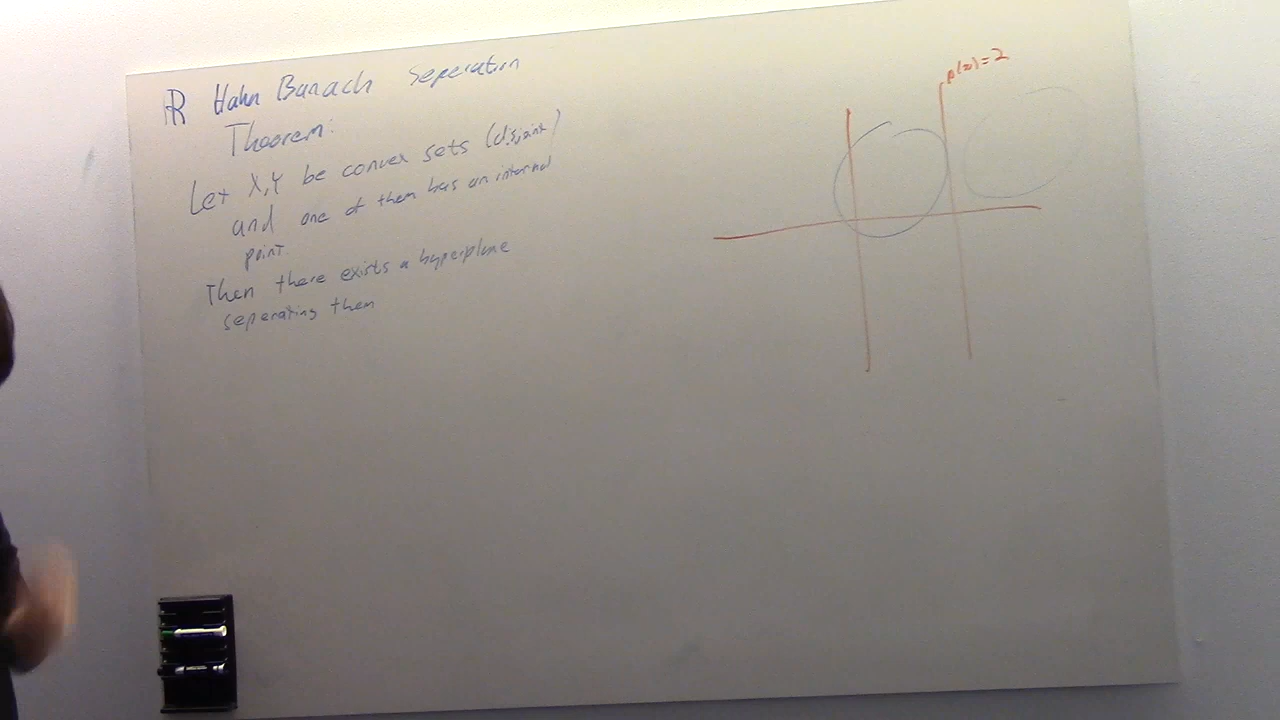 ℝ Hahn Banach Seperation
Theorem:
Let X,Y be convex sets (disjoint)
and one of them has an internal
point.
Then there exists a hyperplane
seperating them
p(x)=2